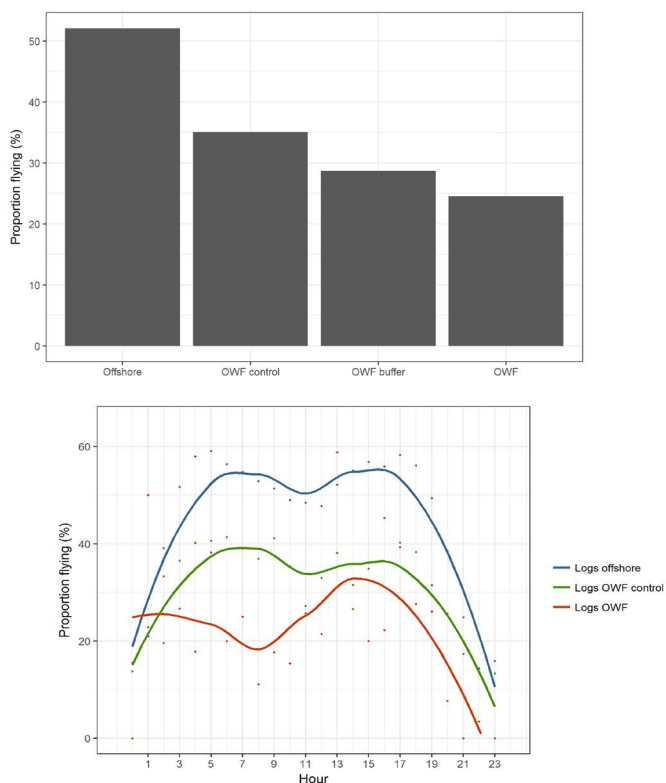 Proportion flying (%)
50
40
30
20
10
0
Offshore OWF control OWF buffer OWF
Proportion flying (%)
60
40
20
0
1 3 5 7 9 11 13 15 17 19 21 23
Hour
Logs offshore
Logs OWF control
Logs OWF